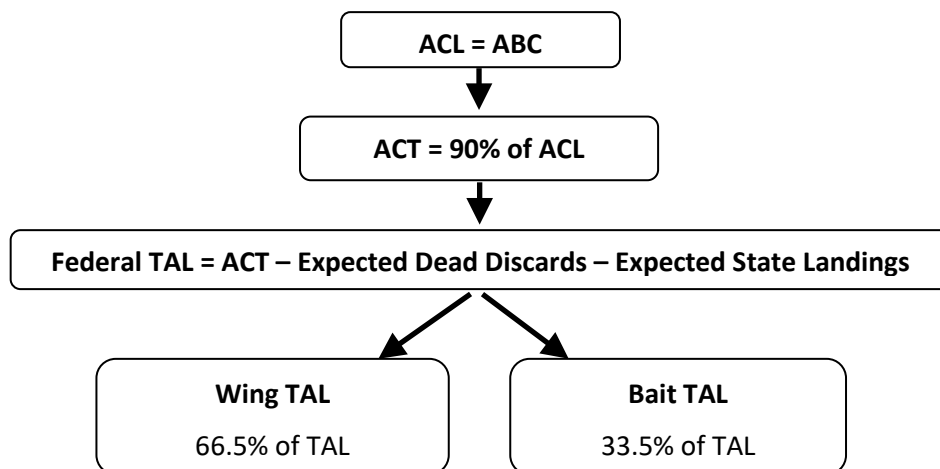 ACL = ABC
ACT = 90% of ACL
Federal TAL = ACT – Expected Dead Discards – Expected State Landings
Wing TAL
66.5% of TAL
Bait TAL
33.5% of TAL